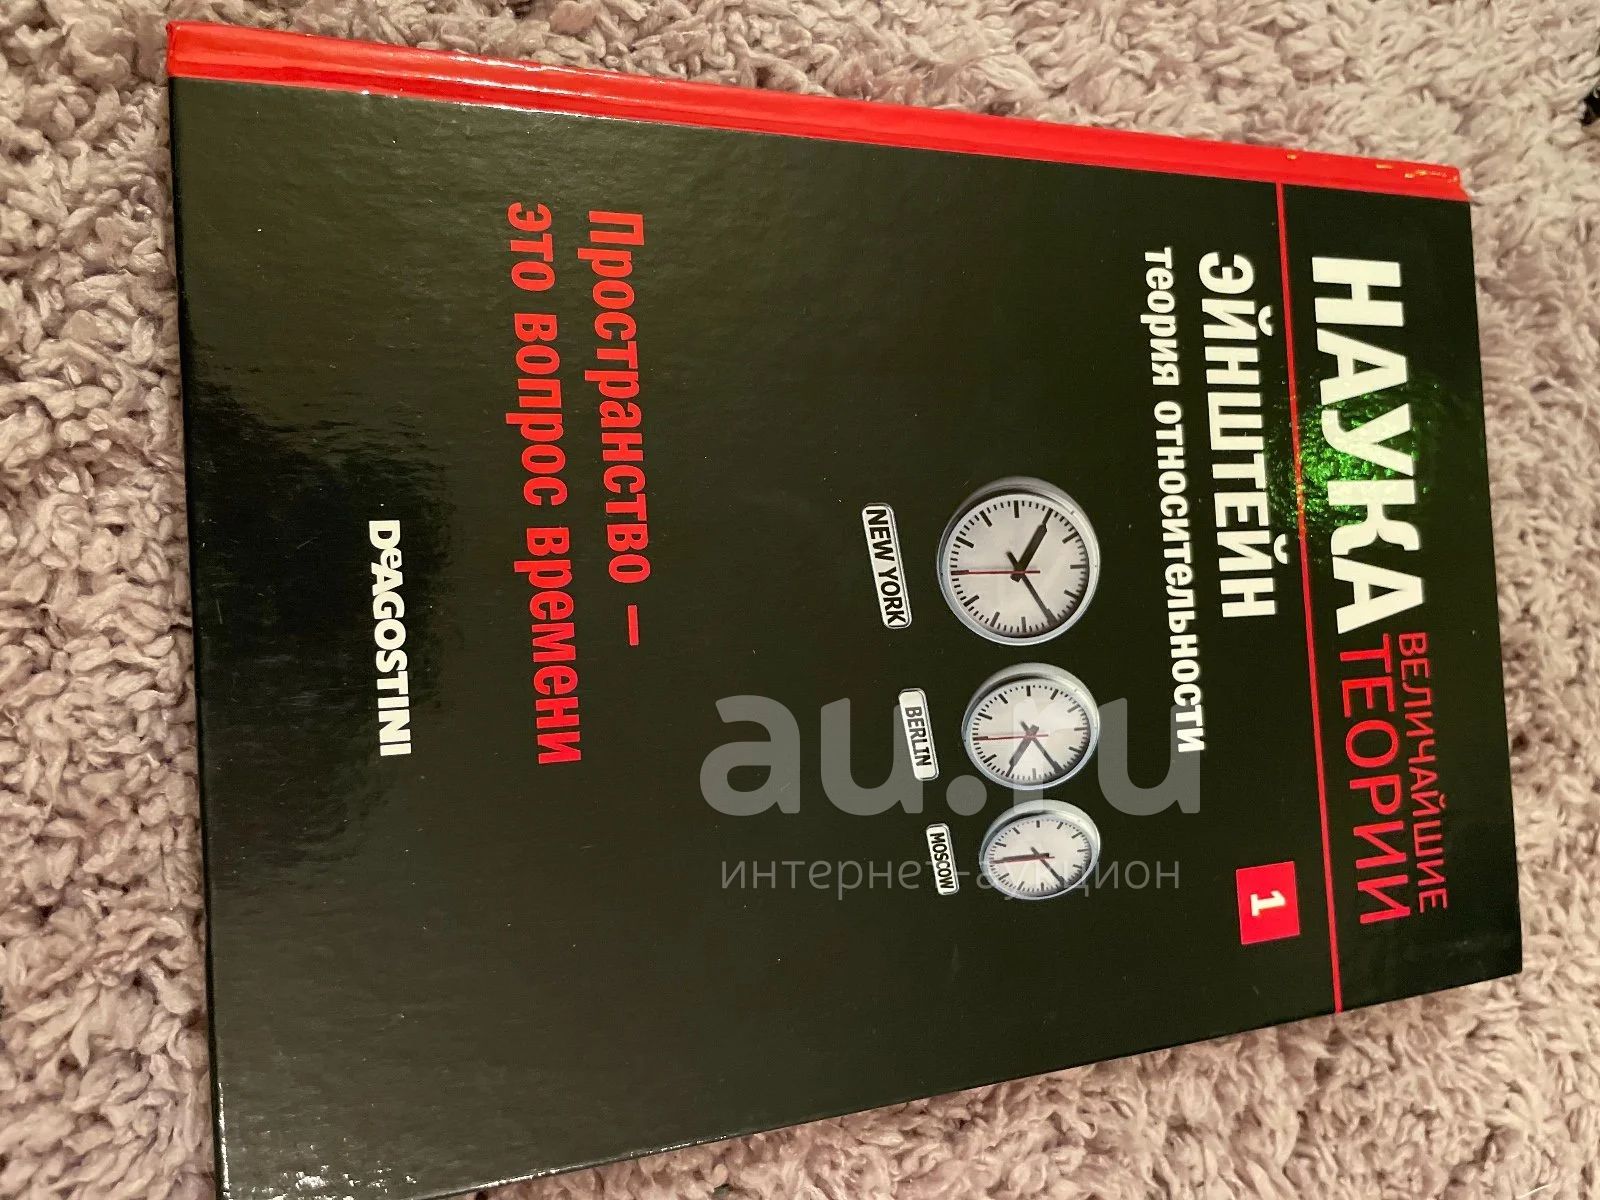 НАУКА
ВЕЛИЧАЙШИЕ
ТЕОРИИ
1
ЭЙНШТЕЙН
теория относительности
NEW YORK
BERLIN
MOSCOW
Пространство –
это вопрос времени
DeAGOSTINI
au.ru
интернет-аукцион